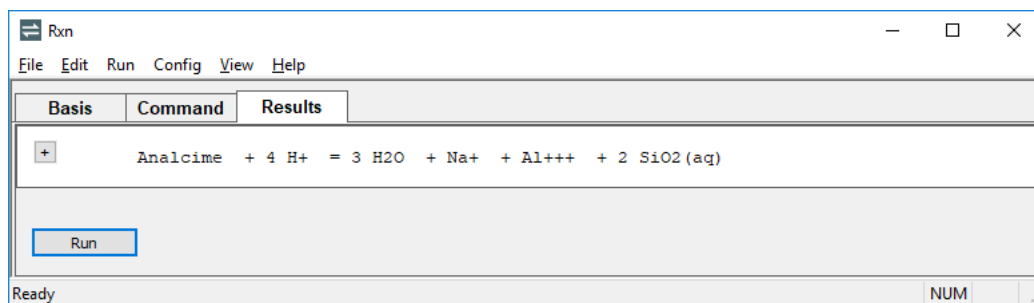 Rxn
File Edit Run Config View Help
Basis Command Results
+ Analcime + 4 H+ = 3 H2O + Na+ + Al+++ + 2 SiO2(aq)
Run
Ready NUM